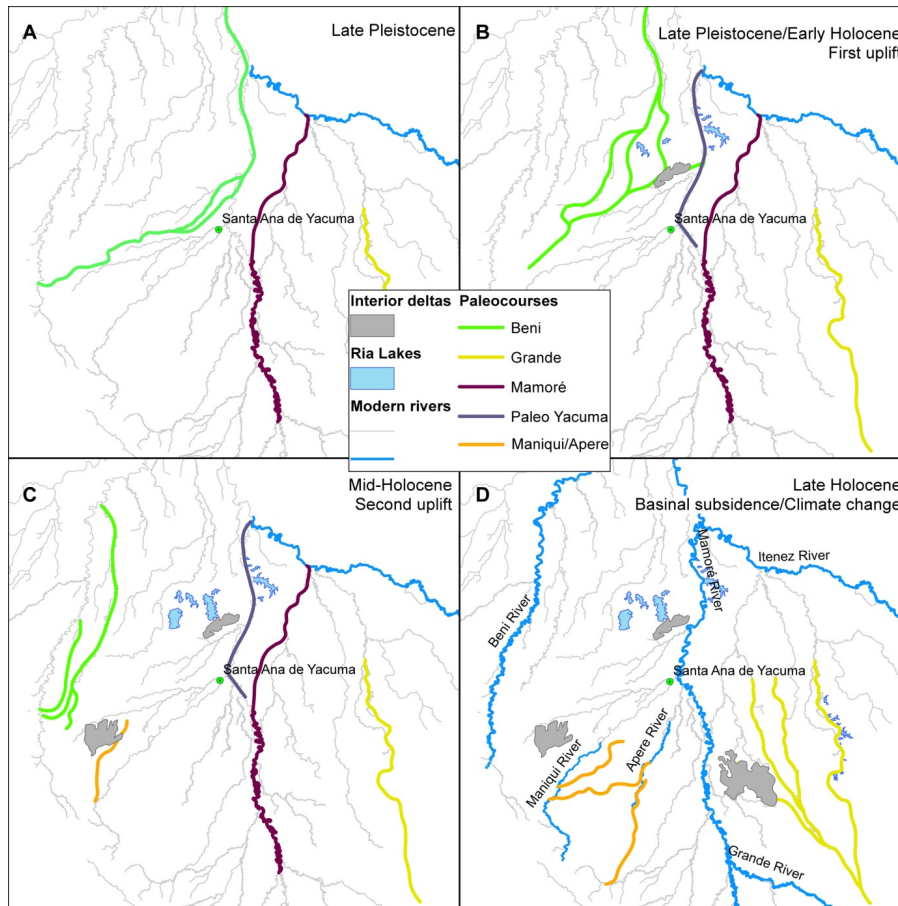 A
Late Pleistocene
Santa Ana de Yacuma
B
Late Pleistocene/Early Holocene
First uplift
Santa Ana de Yacuma
Interior deltas
Ria Lakes
Modern rivers
Paleocourses
Beni
Grande
Mamoré
Paleo Yacuma
Maniqui/Apere
C
Mid-Holocene
Second uplift
Santa Ana de Yacuma
D
Late Holocene
Basinal subsidence/Climate change
Mamoré River
Itenez River
Beni River
Santa Ana de Yacuma
Maniqui River
Apere River
Grande River